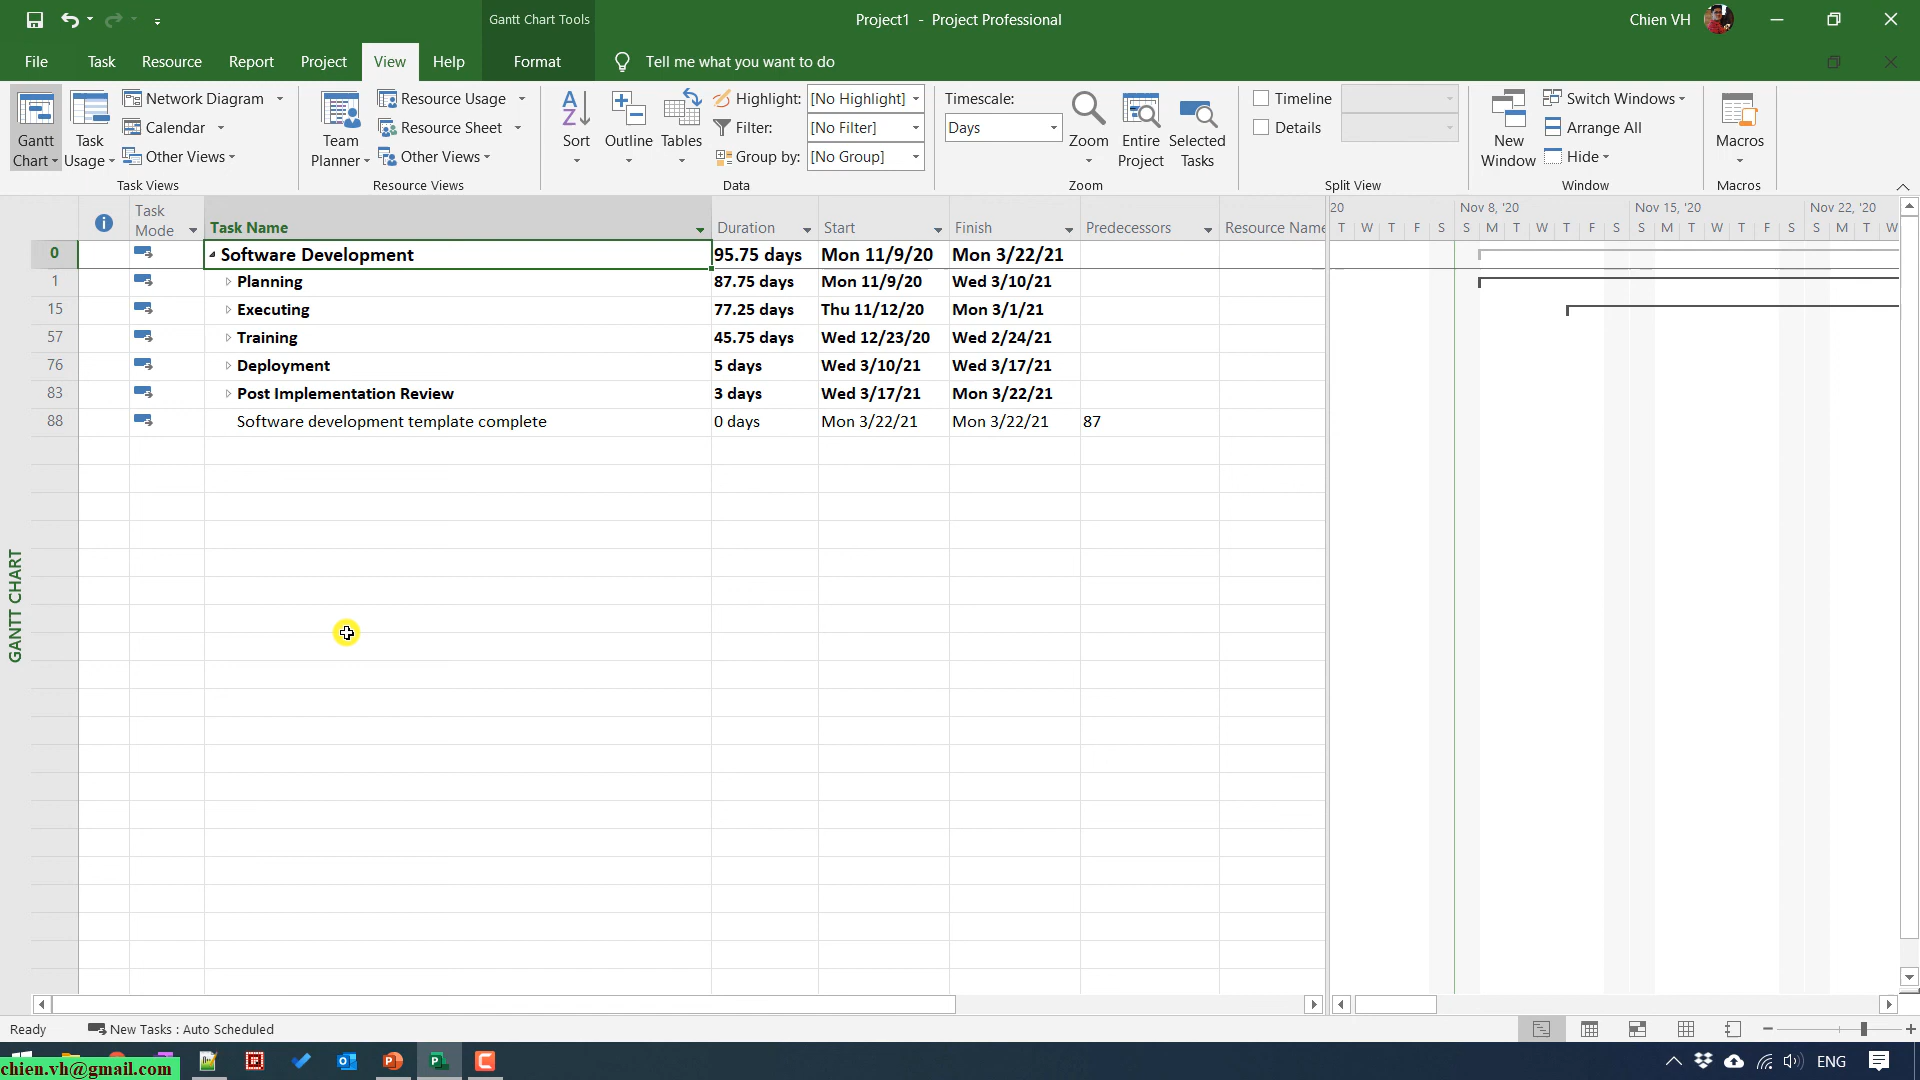 Gantt Chart Tools
Project1 - Project Professional
Chien VH
File Task Resource Report Project View Help Format Tell me what you want to do
Gantt Chart
Task Usage
Network Diagram
Calendar
Other Views
Task Views
Team Planner
Resource Usage
Resource Sheet
Other Views
Resource Views
Sort
Outline
Tables
Highlight: [No Highlight]
Filter: [No Filter]
Group by: [No Group]
Data
Timescale:
Days
Zoom
Entire Project
Selected Tasks
Zoom
Timeline
Details
Split View
New Window
Switch Windows
Arrange All
Hide
Window
Macros
Macros
Task Mode Task Name Duration Start Finish Predecessors Resource Name
20 Nov 8, '20 Nov 15, '20 Nov 22, '20
T W T F S S M T W T F S S M T W T F S S M T W
0 Software Development 95.75 days Mon 11/9/20 Mon 3/22/21
1 Planning 87.75 days Mon 11/9/20 Wed 3/10/21
15 Executing 77.25 days Thu 11/12/20 Mon 3/1/21
57 Training 45.75 days Wed 12/23/20 Wed 2/24/21
76 Deployment 5 days Wed 3/10/21 Wed 3/17/21
83 Post Implementation Review 3 days Wed 3/17/21 Mon 3/22/21
88 Software development template complete 0 days Mon 3/22/21 Mon 3/22/21 87
GANTT CHART
Ready New Tasks : Auto Scheduled
chien.vh@gmail.com
ENG